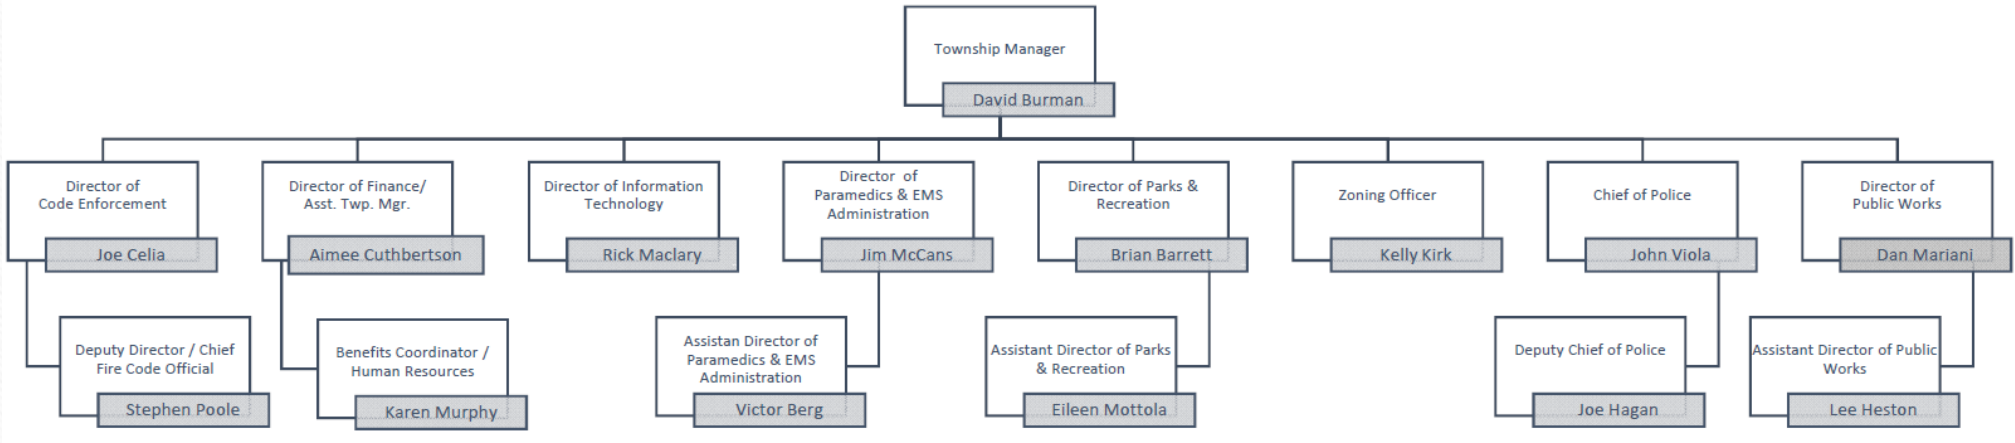 Township Manager
David Burman
Director of
Code Enforcement
Joe Celia
Director of Finance/
Asst. Twp. Mgr.
Aimee Cuthbertson
Director of Information
Technology
Rick Maclary
Director of
Paramedics & EMS
Administration
Jim McCans
Director of Parks &
Recreation
Brian Barrett
Zoning Officer
Kelly Kirk
Chief of Police
John Viola
Director of
Public Works
Dan Mariani
Deputy Director / Chief
Fire Code Official
Stephen Poole
Benefits Coordinator /
Human Resources
Karen Murphy
Assistan Director of
Paramedics & EMS
Administration
Victor Berg
Assistant Director of Parks
& Recreation
Eileen Mottola
Deputy Chief of Police
Joe Hagan
Assistant Director of Public
Works
Lee Heston